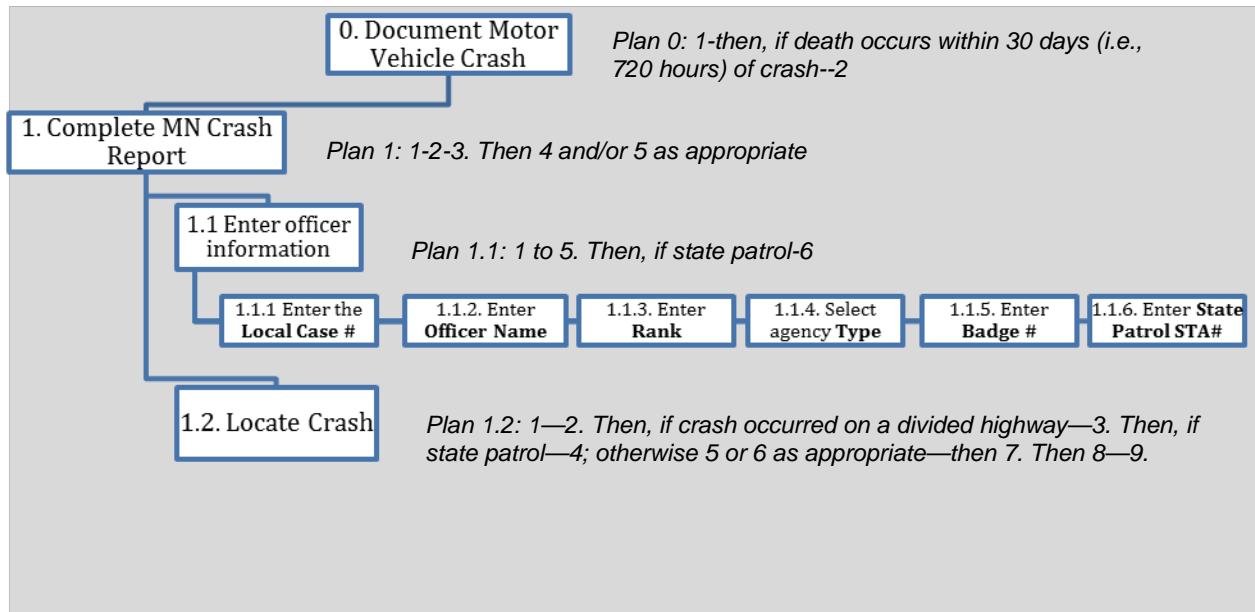 0. Document Motor
Vehicle Crash
Plan 0: 1-then, if death occurs within 30 days (i.e.,
720 hours) of crash--2
1. Complete MN Crash
Report
Plan 1: 1-2-3. Then 4 and/or 5 as appropriate
1.1 Enter officer
information
Plan 1.1: 1 to 5. Then, if state patrol-6
1.1.1 Enter the
Local Case #
1.1.2. Enter
Officer Name
1.1.3. Enter
Rank
1.1.4. Select
agency Type
1.1.5. Enter
Badge #
1.1.6. Enter State
Patrol STA#
1.2. Locate Crash
Plan 1.2: 1—2. Then, if crash occurred on a divided highway—3. Then, if
state patrol—4; otherwise 5 or 6 as appropriate—then 7. Then 8—9.